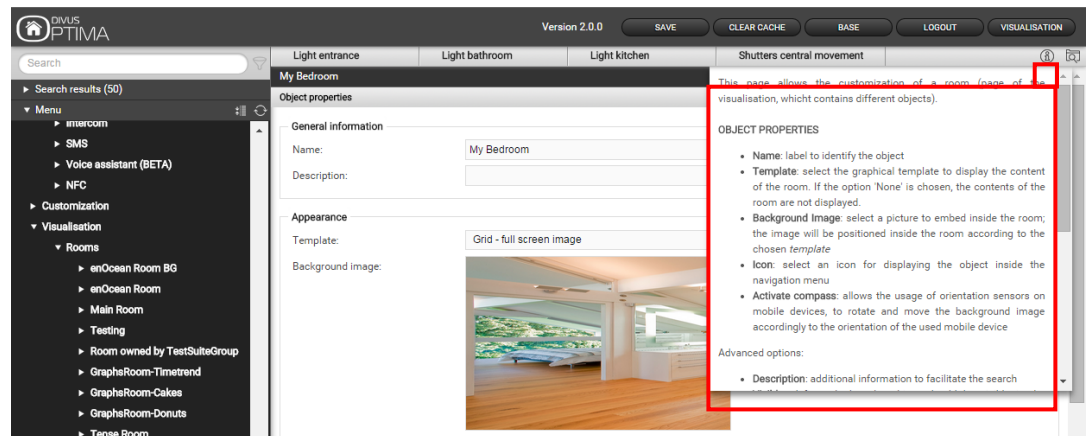 DIVUS
OPTIMA
Version 2.0.0
SAVE
CLEAR CACHE
BASE
LOGOUT
VISUALISATION
Search
Search results (50)
Menu
Intercom
SMS
Voice assistant (BETA)
NFC
Customization
Visualisation
Rooms
enOcean Room BG
enOcean Room
Main Room
Testing
Room owned by TestSuiteGroup
GraphsRoom-Timetrend
GraphsRoom-Cakes
GraphsRoom-Donuts
Tense Room
Light entrance
Light bathroom
Light kitchen
Shutters central movement
My Bedroom
Object properties
General information
Name:
My Bedroom
Description:
Appearance
Template:
Grid - full screen image
Background image:
This page allows the customization of a room (page of the
visualisation, whicht contains different objects).
OBJECT PROPERTIES
• Name: label to identify the object
• Template: select the graphical template to display the content
of the room. If the option 'None' is chosen, the contents of the
room are not displayed.
• Background Image: select a picture to embed inside the room;
the image will be positioned inside the room according to the
chosen template
• Icon: select an icon for displaying the object inside the
navigation menu
• Activate compass: allows the usage of orientation sensors on
mobile devices, to rotate and move the background image
accordingly to the orientation of the used mobile device
Advanced options:
• Description: additional information to facilitate the search